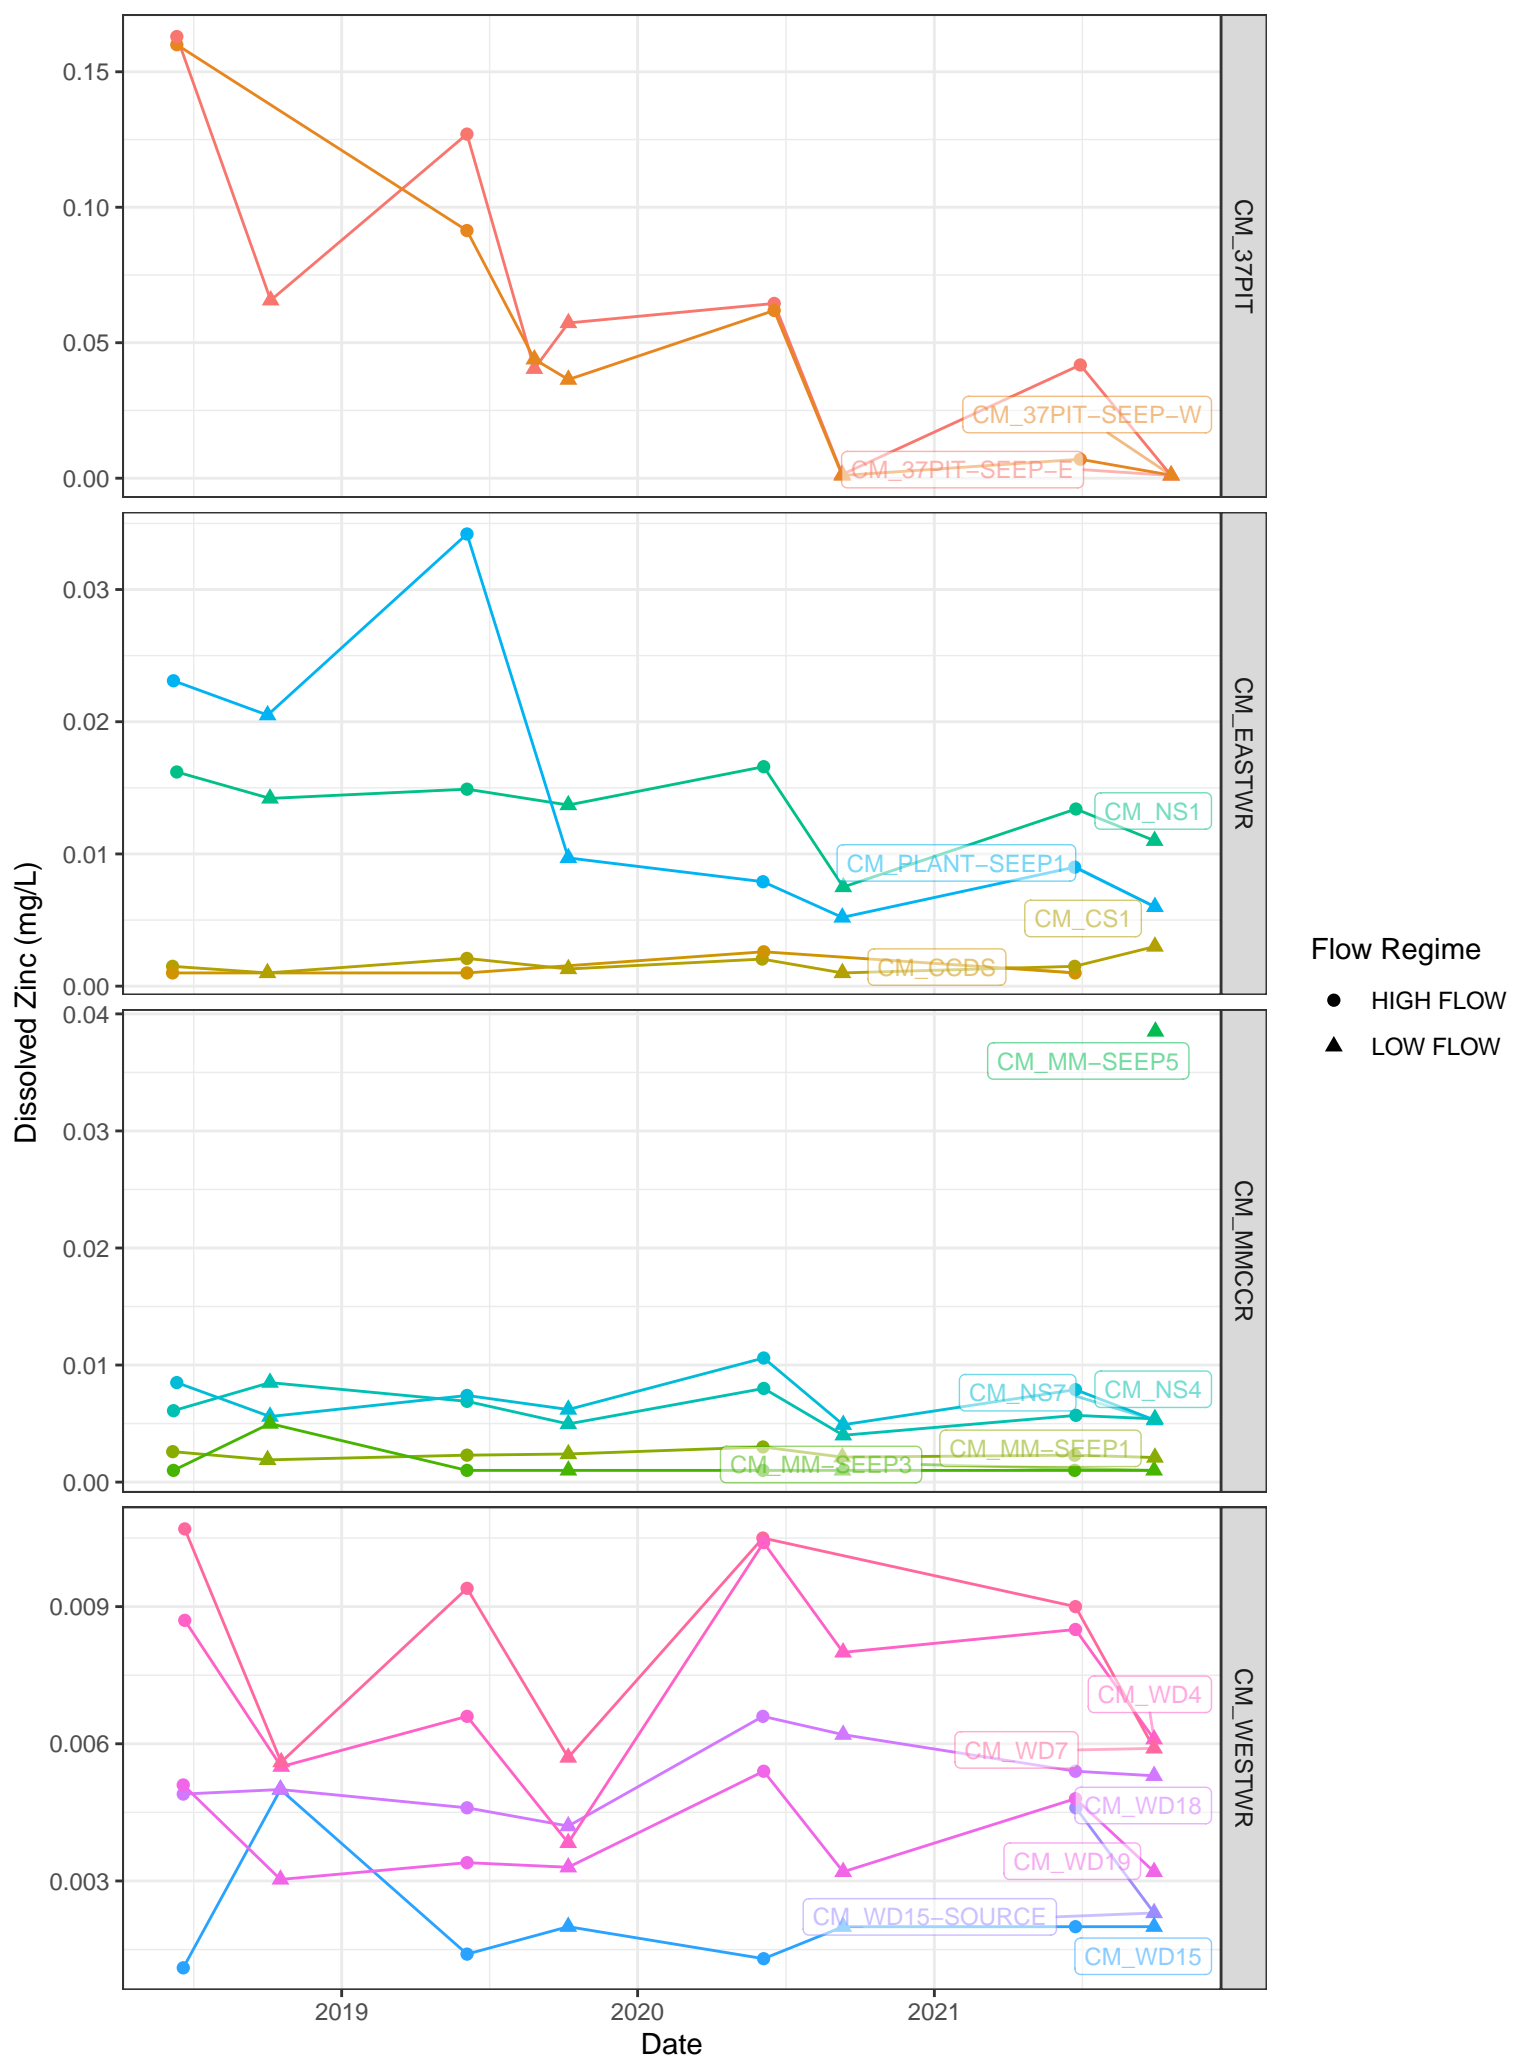 0.15
0.10
0.05
0.00
CM_37PIT−SEEP−W
CM_37PIT−SEEP−E
CM_37PIT
0.03
0.02
0.01
0.00
CM_NS1
CM_PLANT−SEEP1
CM_CS1
CM_CCDS
CM_EASTWR
0.04
0.03
0.02
0.01
0.00
CM_MM−SEEP5
CM_NS7
CM_NS4
CM_MM−SEEP1
CM_MM−SEEP3
CM_MMCCR
0.009
0.006
0.003
CM_WD4
CM_WD7
CM_WD18
CM_WD19
CM_WD15−SOURCE
CM_WD15
CM_WESTWR
2019
2020
2021
Date
Dissolved Zinc (mg/L)
Flow Regime
HIGH FLOW
LOW FLOW